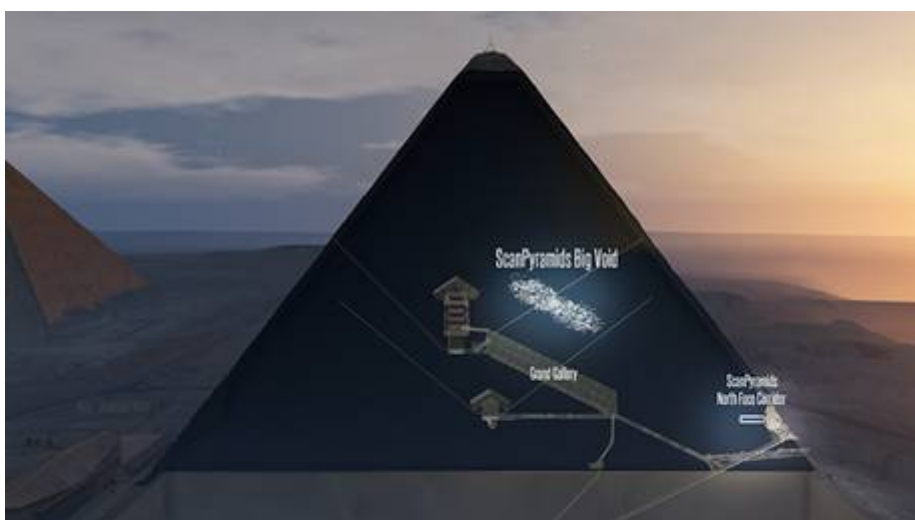 ScanPyramids Big Void
Grand Gallery
ScanPyramids
North Face Corridor